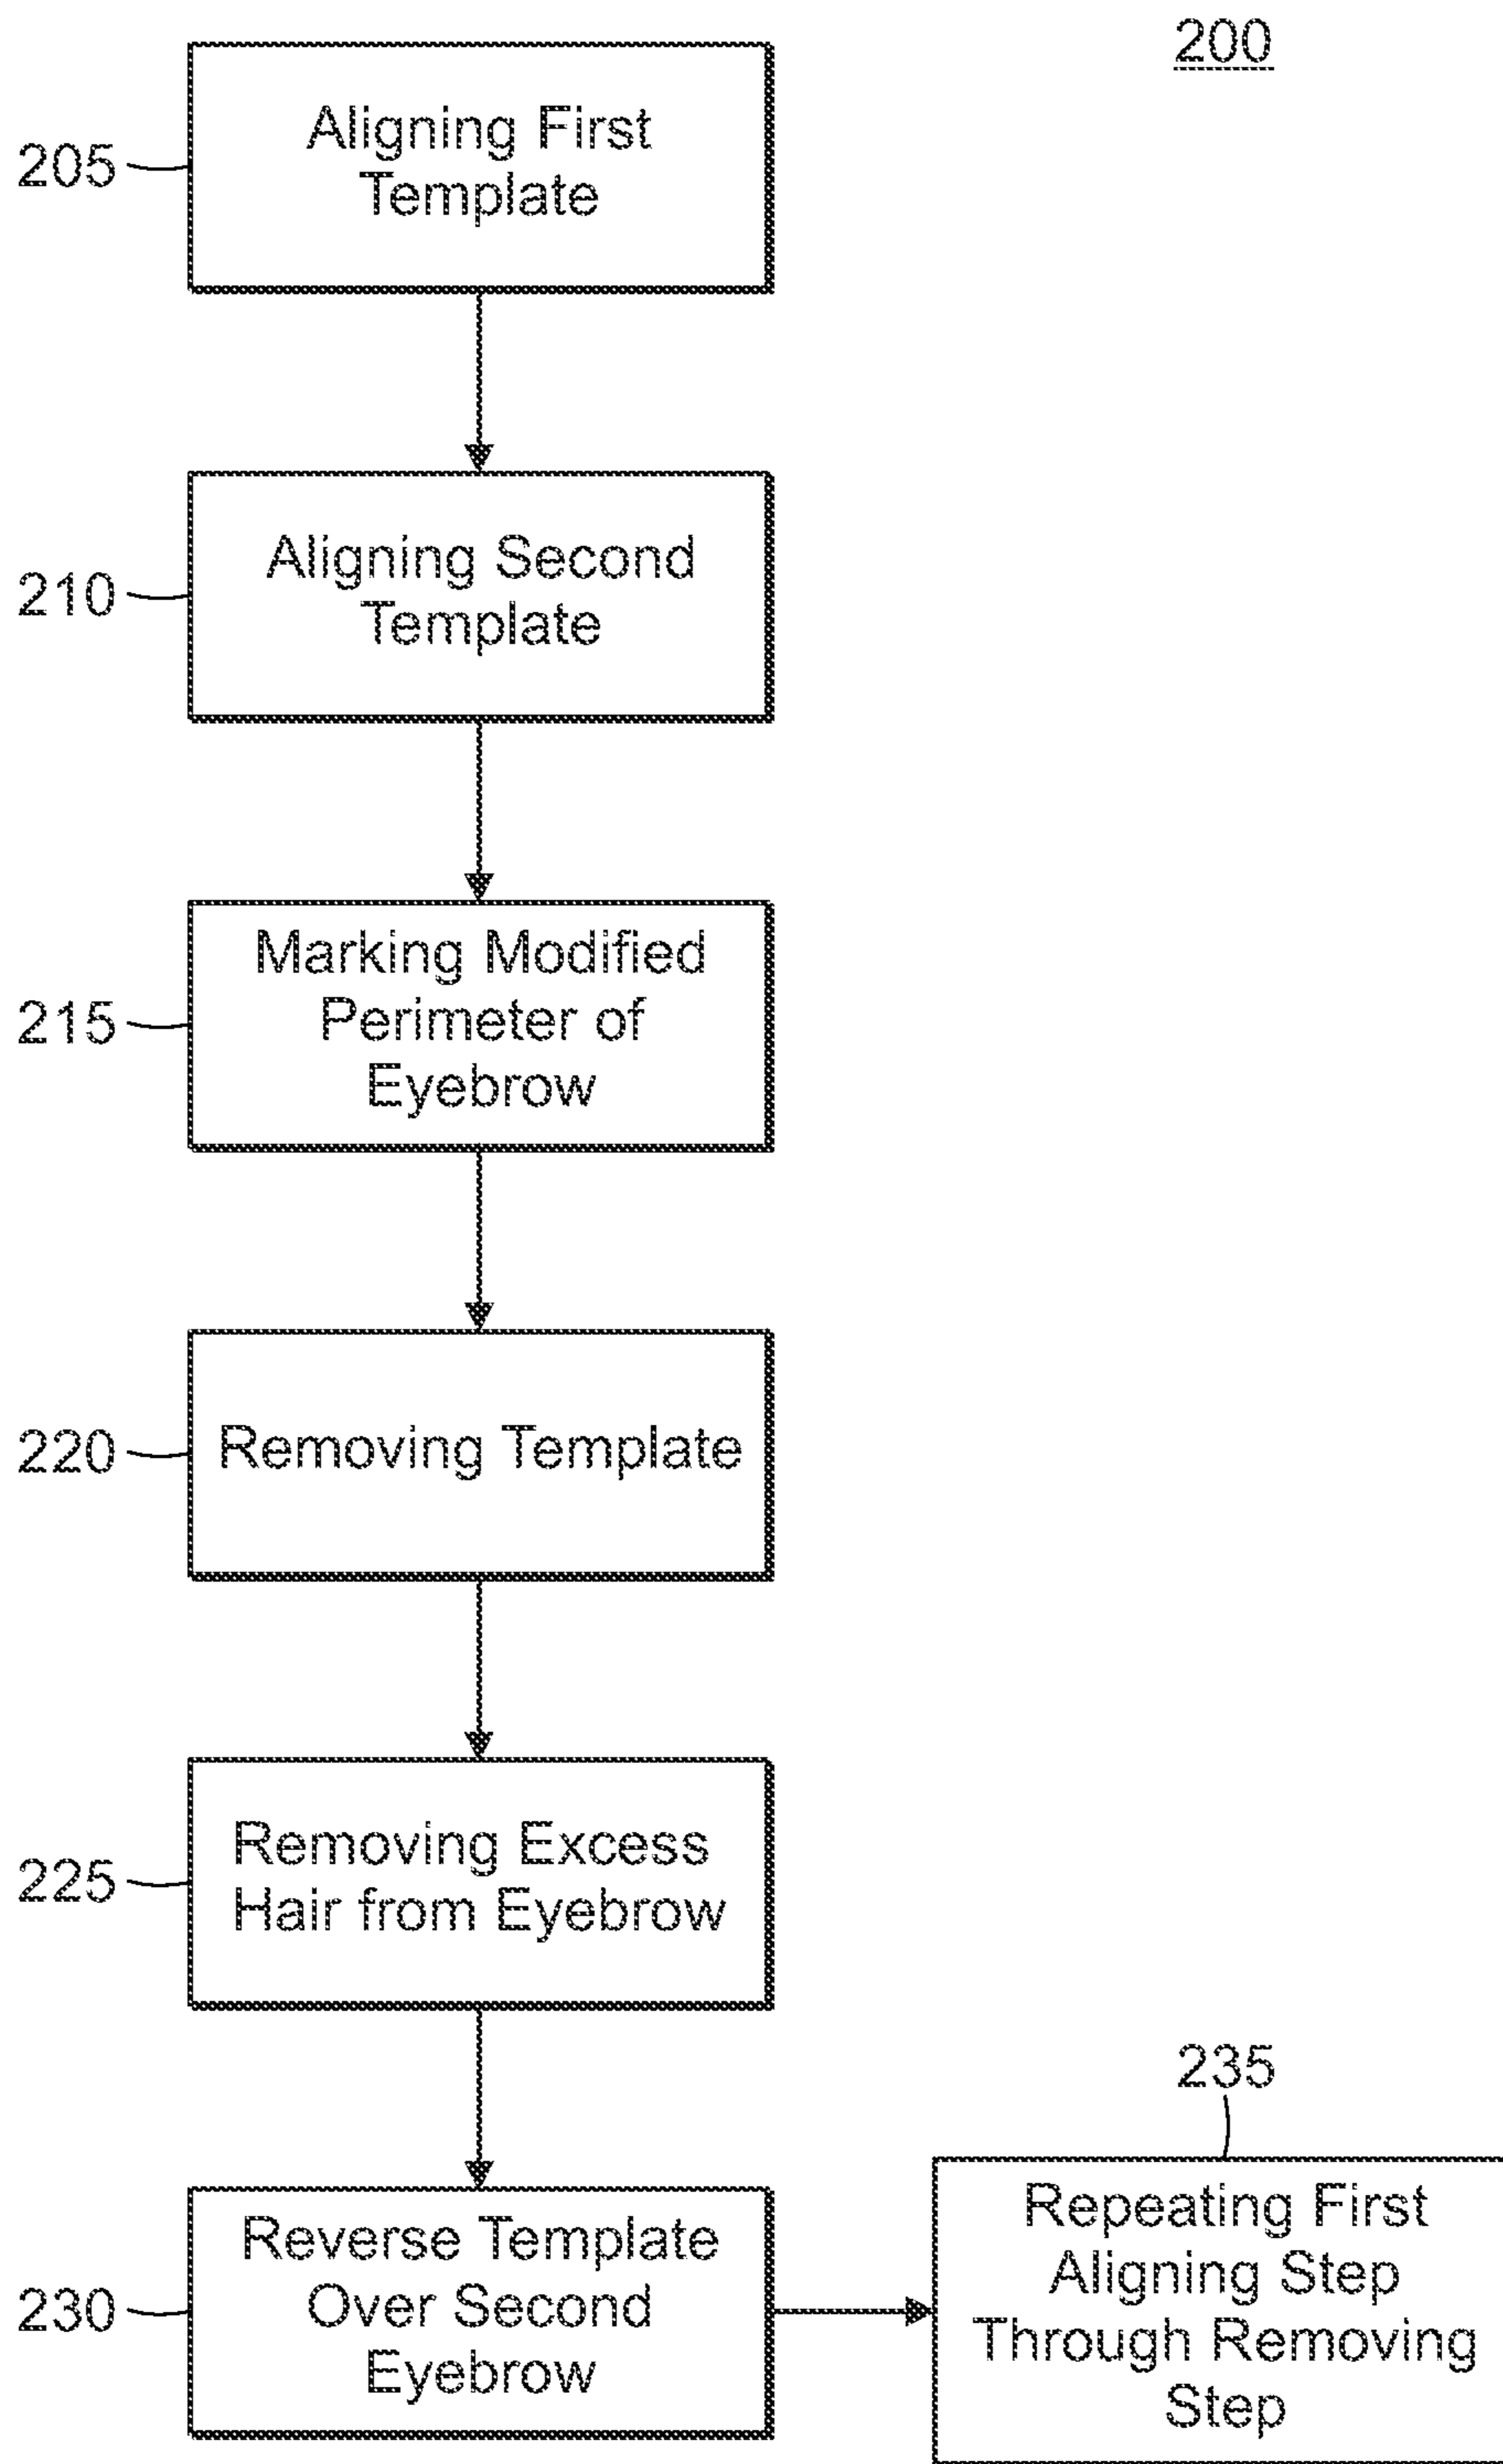 200
205
Aligning First
Template
210
Aligning Second
Template
215
Marking Modified
Perimeter of
Eyebrow
220
Removing Template
225
Removing Excess
Hair from Eyebrow
230
Reverse Template
Over Second
Eyebrow
235
Repeating First
Aligning Step
Through Removing
Step